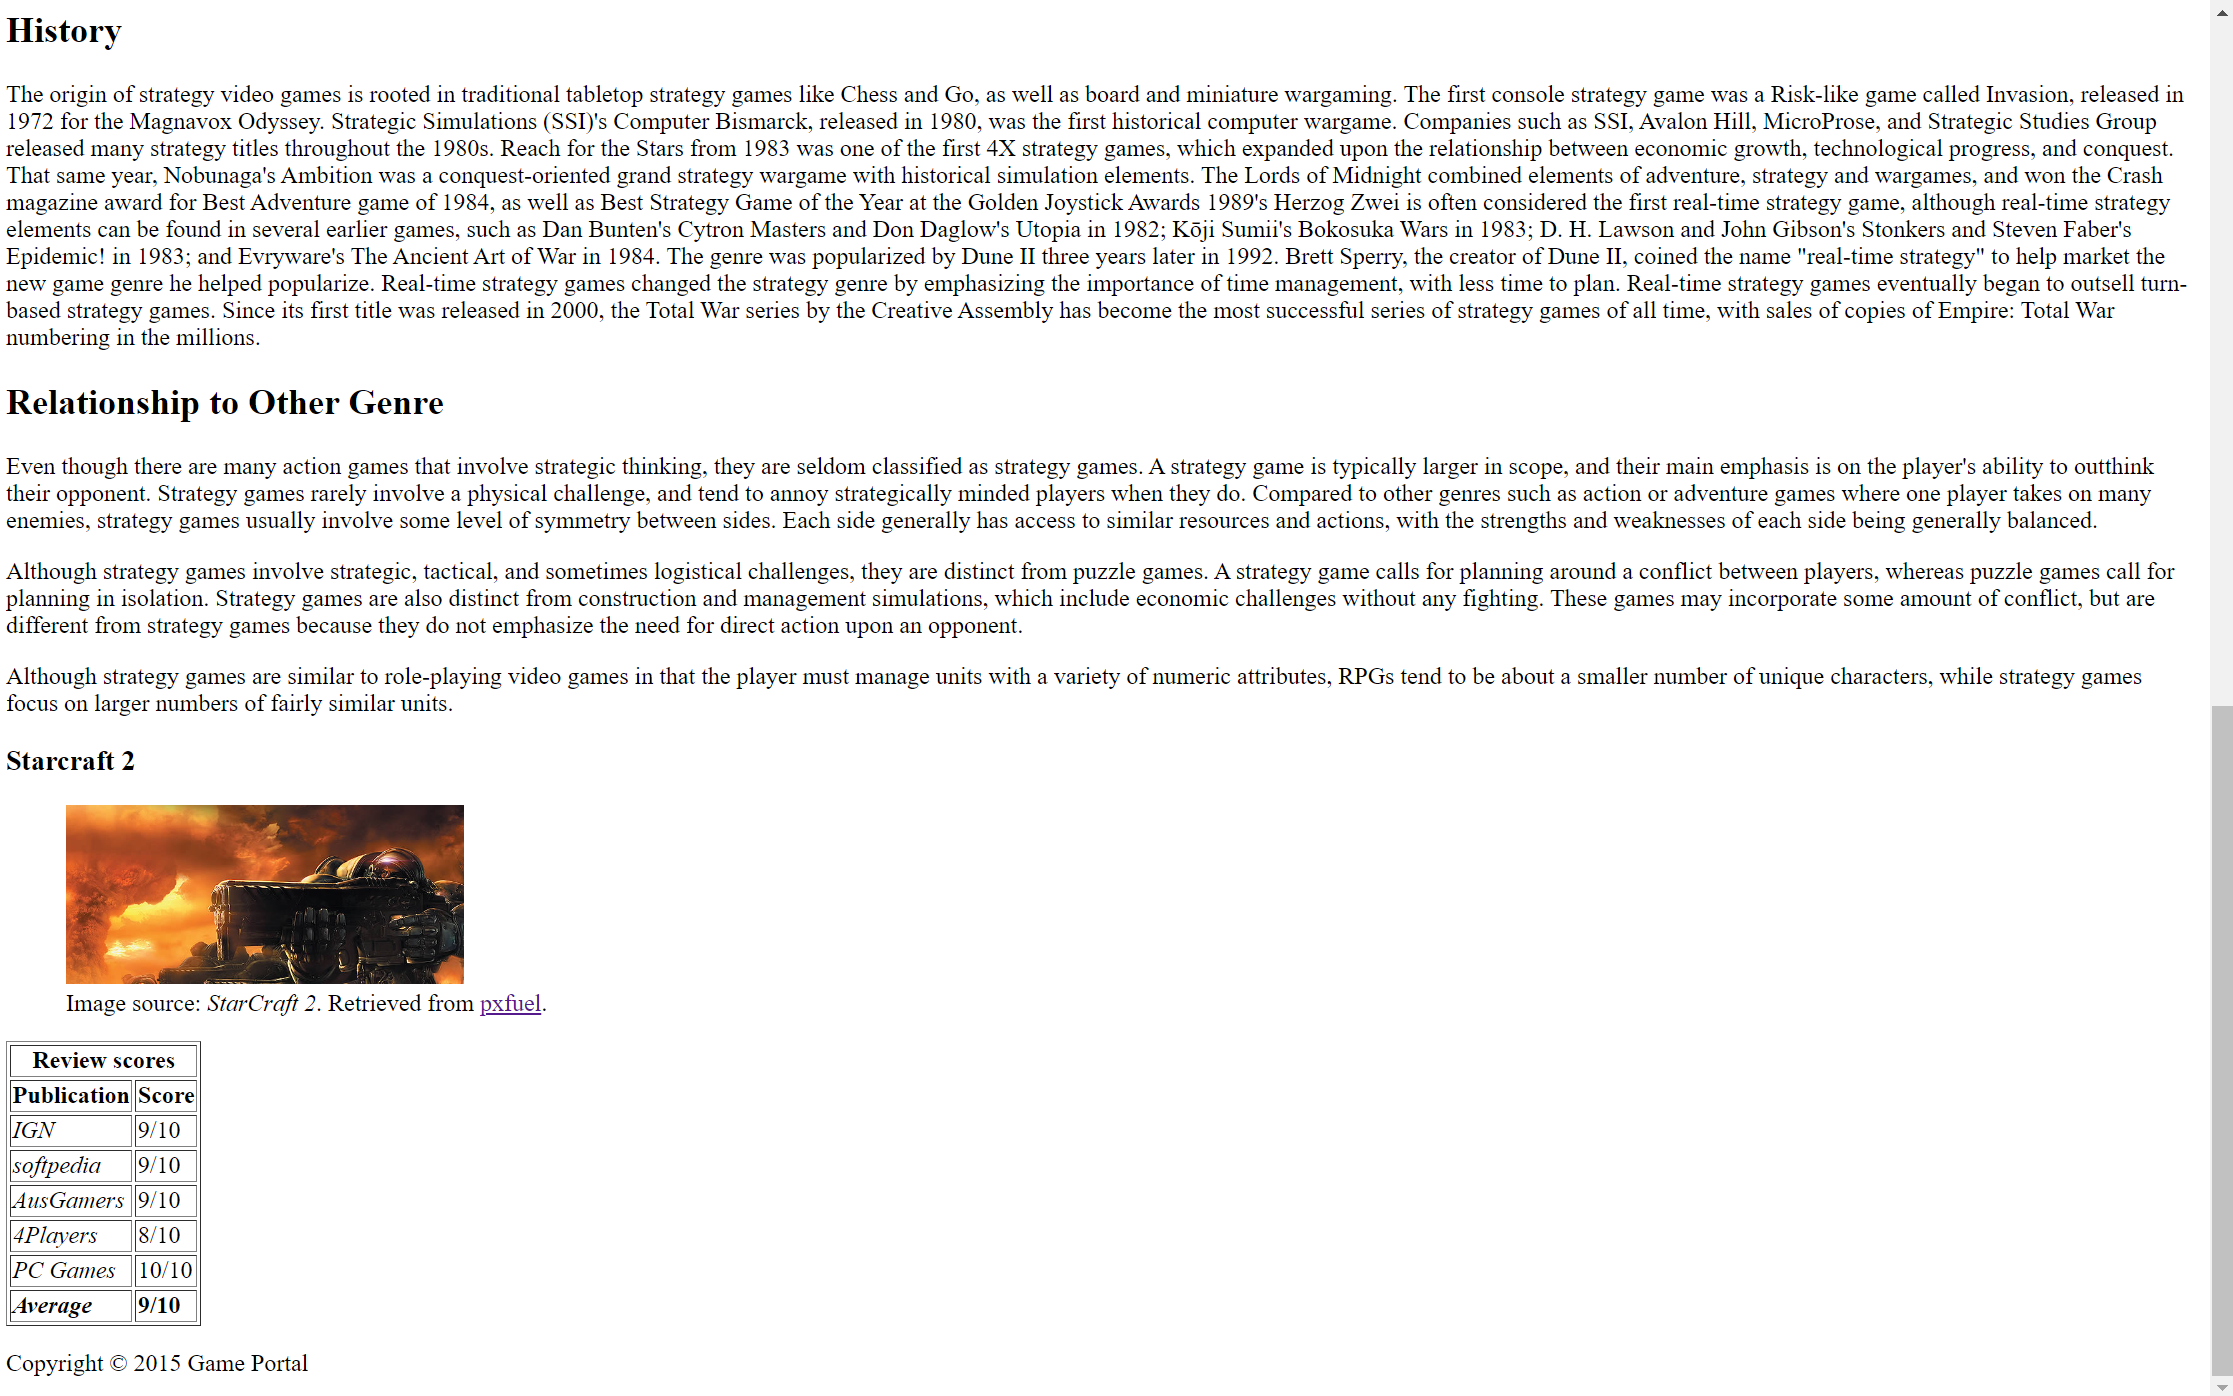 History
The origin of strategy video games is rooted in traditional tabletop strategy games like Chess and Go, as well as board and miniature wargaming. The first console strategy game was a Risk-like game called Invasion, released in
1972 for the Magnavox Odyssey. Strategic Simulations (SSI)'s Computer Bismarck, released in 1980, was the first historical computer wargame. Companies such as SSI, Avalon Hill, MicroProse, and Strategic Studies Group
released many strategy titles throughout the 1980s. Reach for the Stars from 1983 was one of the first 4X strategy games, which expanded upon the relationship between economic growth, technological progress, and conquest.
That same year, Nobunaga's Ambition was a conquest-oriented grand strategy wargame with historical simulation elements. The Lords of Midnight combined elements of adventure, strategy and wargames, and won the Crash
magazine award for Best Adventure game of 1984, as well as Best Strategy Game of the Year at the Golden Joystick Awards 1989's Herzog Zwei is often considered the first real-time strategy game, although real-time strategy
elements can be found in several earlier games, such as Dan Bunten's Cytron Masters and Don Daglow's Utopia in 1982; Kōji Sumii's Bokosuka Wars in 1983; D. H. Lawson and John Gibson's Stonkers and Steven Faber's
Epidemic! in 1983; and Evryware's The Ancient Art of War in 1984. The genre was popularized by Dune II three years later in 1992. Brett Sperry, the creator of Dune II, coined the name "real-time strategy" to help market the
new game genre he helped popularize. Real-time strategy games changed the strategy genre by emphasizing the importance of time management, with less time to plan. Real-time strategy games eventually began to outsell turn-
based strategy games. Since its first title was released in 2000, the Total War series by the Creative Assembly has become the most successful series of strategy games of all time, with sales of copies of Empire: Total War
numbering in the millions.
Relationship to Other Genre
Even though there are many action games that involve strategic thinking, they are seldom classified as strategy games. A strategy game is typically larger in scope, and their main emphasis is on the player's ability to outthink
their opponent. Strategy games rarely involve a physical challenge, and tend to annoy strategically minded players when they do. Compared to other genres such as action or adventure games where one player takes on many
enemies, strategy games usually involve some level of symmetry between sides. Each side generally has access to similar resources and actions, with the strengths and weaknesses of each side being generally balanced.
Although strategy games involve strategic, tactical, and sometimes logistical challenges, they are distinct from puzzle games. A strategy game calls for planning around a conflict between players, whereas puzzle games call for
planning in isolation. Strategy games are also distinct from construction and management simulations, which include economic challenges without any fighting. These games may incorporate some amount of conflict, but are
different from strategy games because they do not emphasize the need for direct action upon an opponent.
Although strategy games are similar to role-playing video games in that the player must manage units with a variety of numeric attributes, RPGs tend to be about a smaller number of unique characters, while strategy games
focus on larger numbers of fairly similar units.
Starcraft 2
Image source: StarCraft 2. Retrieved from pxfuel.
Review scores
Publication Score
IGN 9/10
softpedia 9/10
AusGamers 9/10
4Players 8/10
PC Games 10/10
Average 9/10
Copyright © 2015 Game Portal